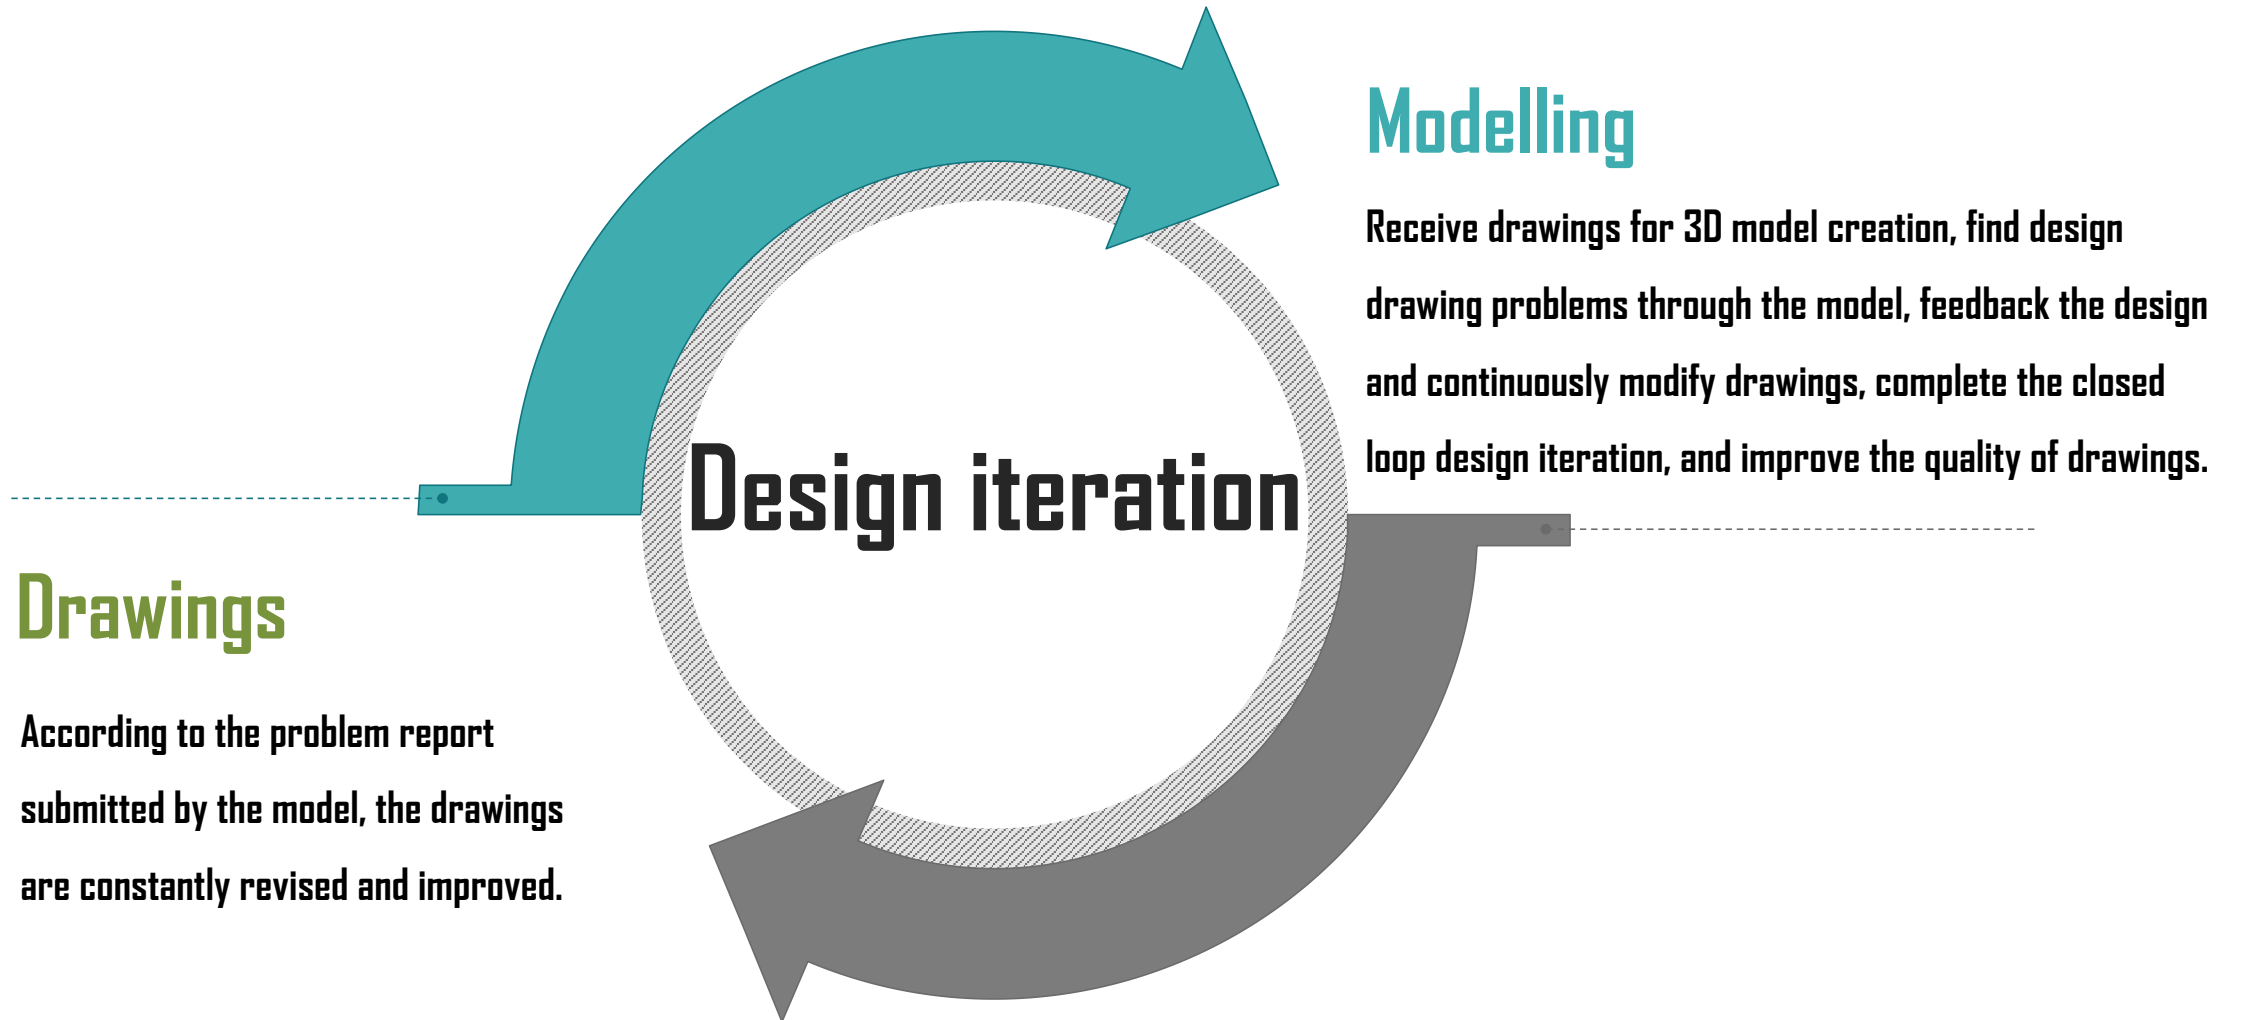 Modelling
Receive drawings for 3D model creation, find design
drawing problems through the model, feedback the design
and continuously modify drawings, complete the closed
loop design iteration, and improve the quality of drawings.
Design iteration
Drawings
According to the problem report
submitted by the model, the drawings
are constantly revised and improved.